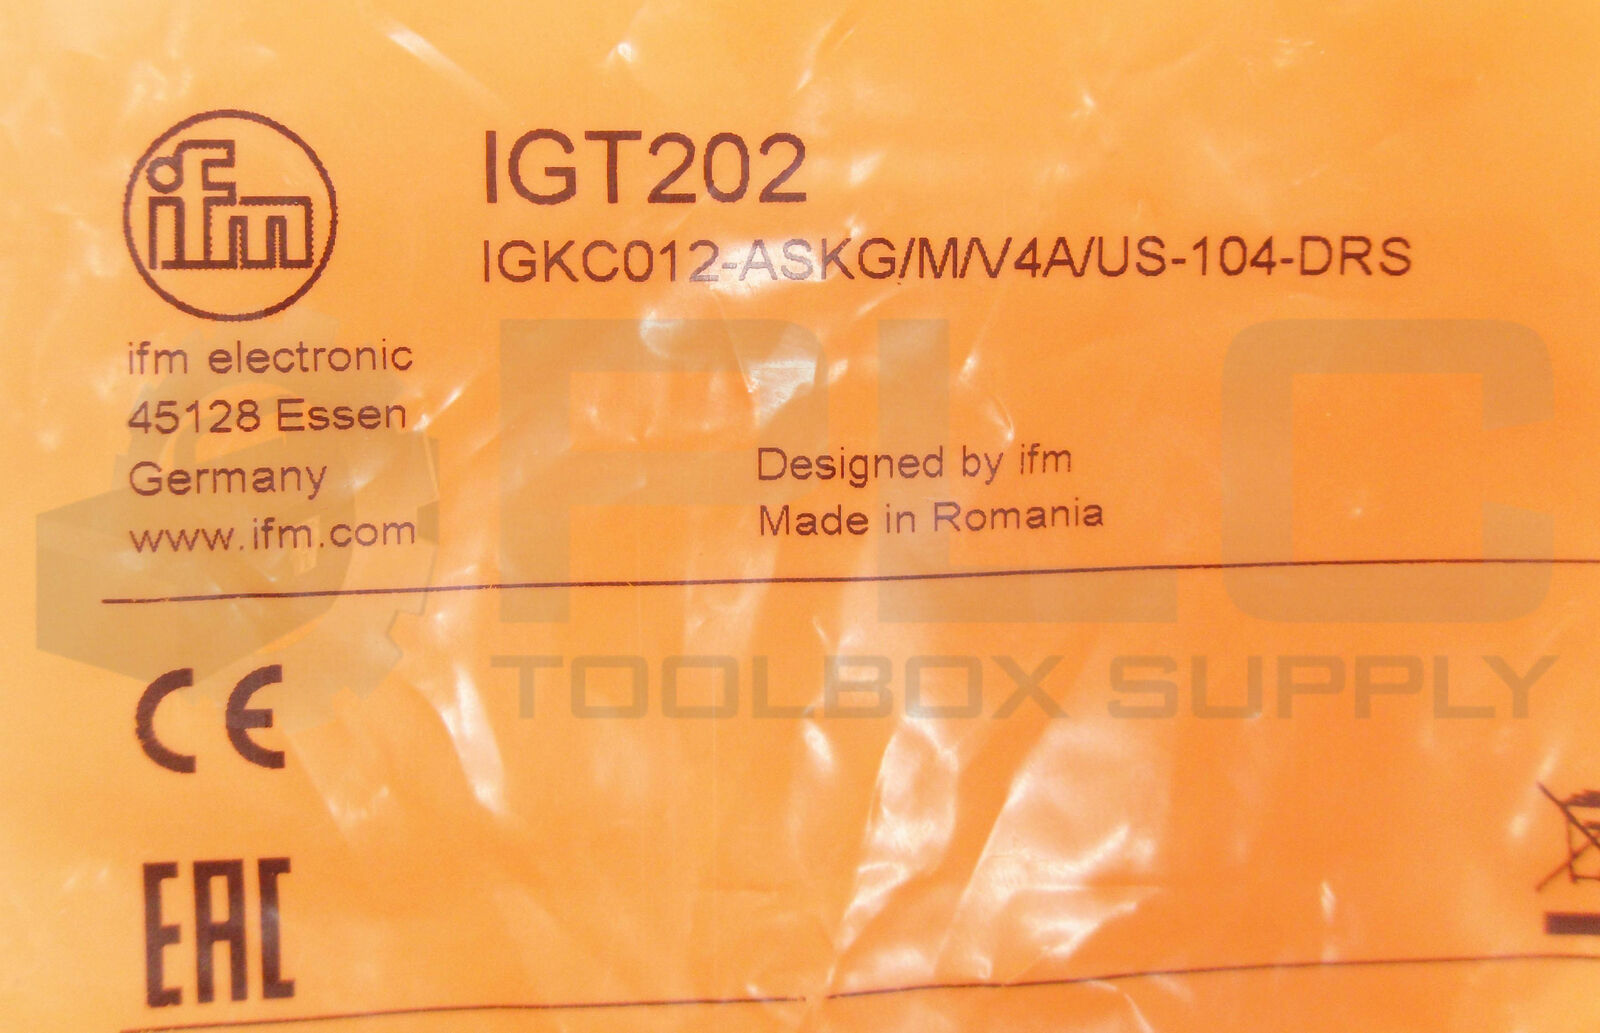 ifm
IGT202
IGKC012-ASKG/M/V4A/US-104-DRS
ifm electronic
45128 Essen
Germany
www.ifm.com
Designed by ifm
Made in Romania
PLC
TOOLBOX SUPPLY
CE
EAC